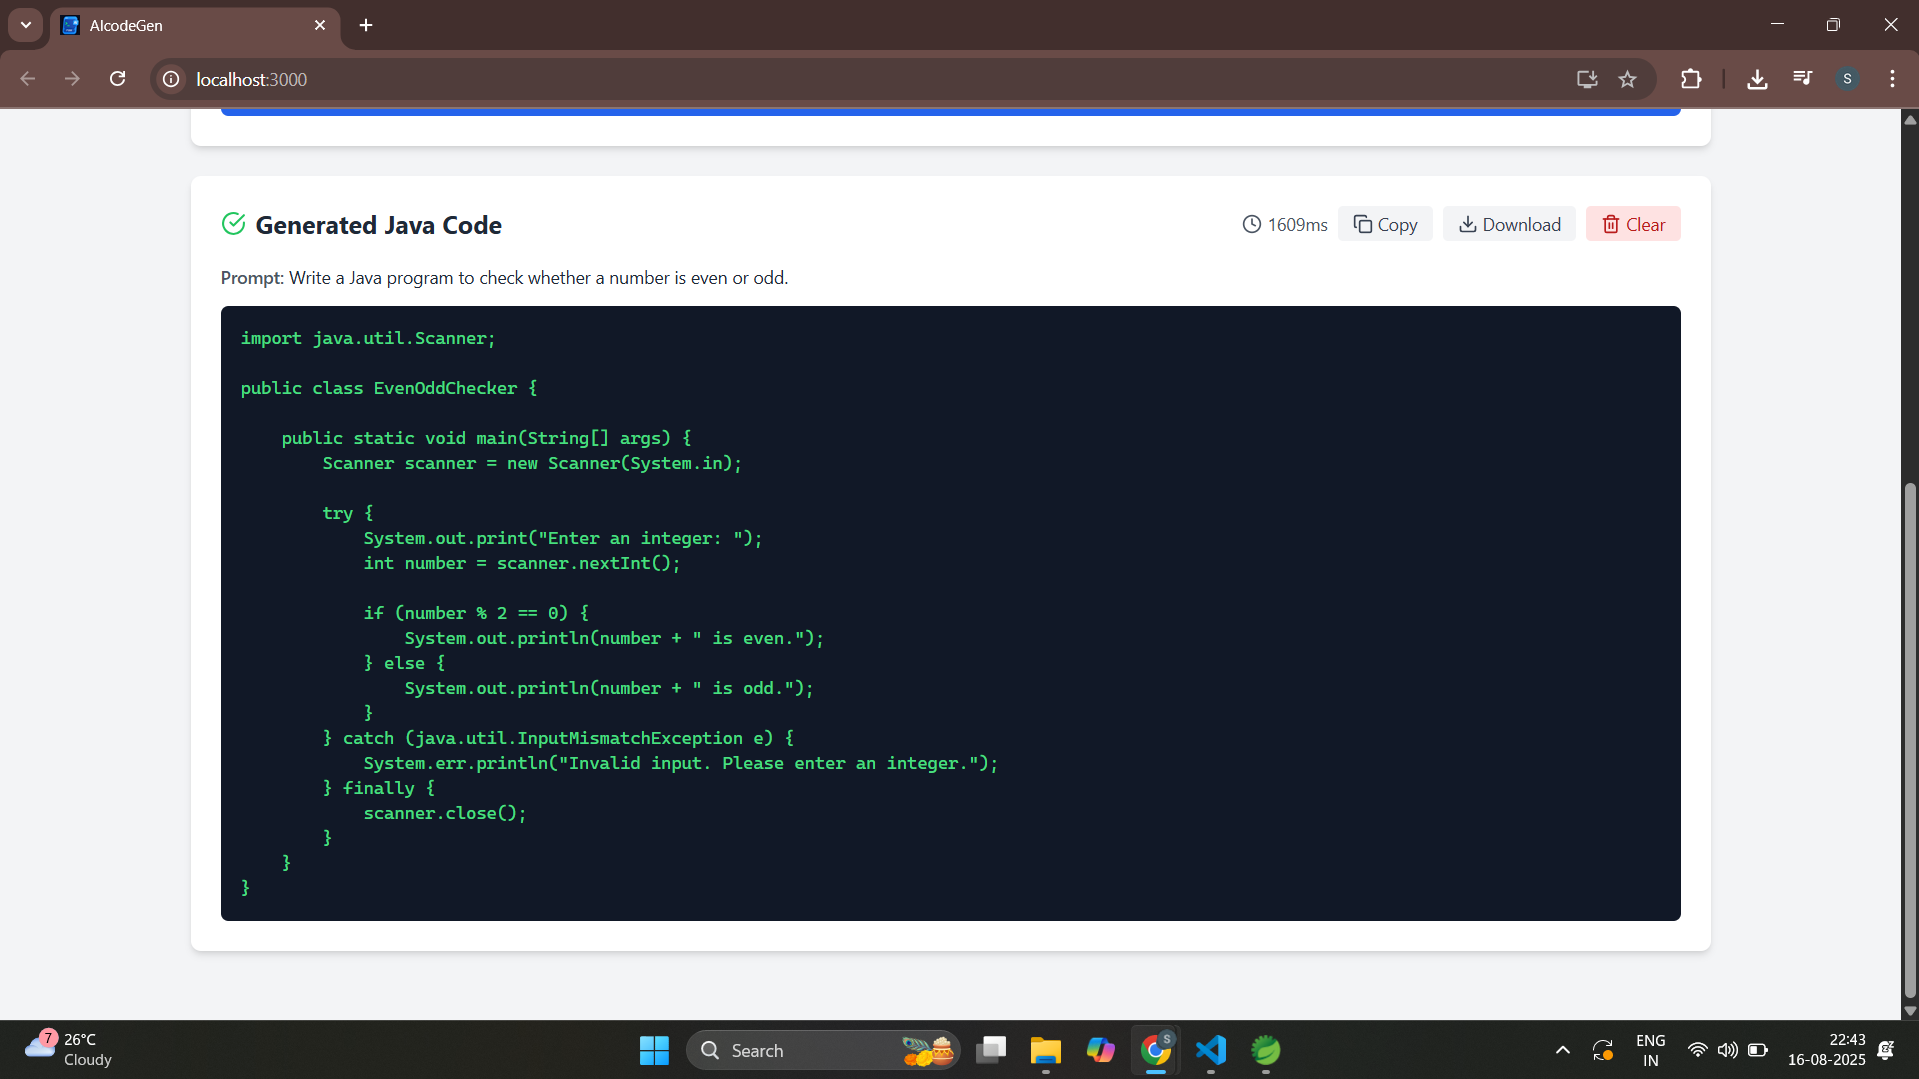 AIcodeGen
localhost:3000
S
Generated Java Code
1609ms
Copy
Download
Clear
Prompt: Write a Java program to check whether a number is even or odd.
import java.util.Scanner;
public class EvenOddChecker {
    public static void main(String[] args) {
        Scanner scanner = new Scanner(System.in);
        try {
            System.out.print("Enter an integer: ");
            int number = scanner.nextInt();
            if (number % 2 == 0) {
                System.out.println(number + " is even.");
            } else {
                System.out.println(number + " is odd.");
            }
        } catch (java.util.InputMismatchException e) {
            System.err.println("Invalid input. Please enter an integer.");
        } finally {
            scanner.close();
        }
    }
}
7
26°C
Cloudy
Search
S
ENG
IN
22:43
16-08-2025